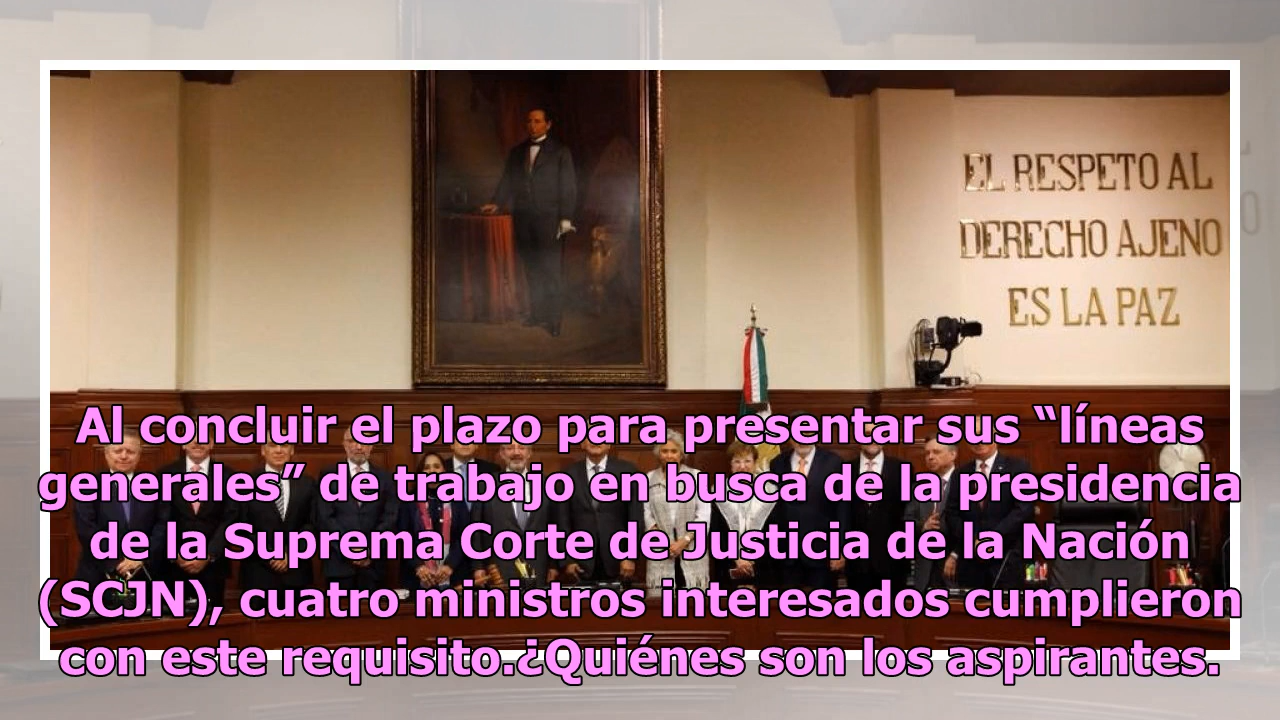 EL RESPETO AL
DERECHO AJENO
ES LA PAZ
Al concluir el plazo para presentar sus “líneas
generales” de trabajo en busca de la presidencia
de la Suprema Corte de Justicia de la Nación
(SCJN), cuatro ministros interesados cumplieron
con este requisito.¿Quiénes son los aspirantes.